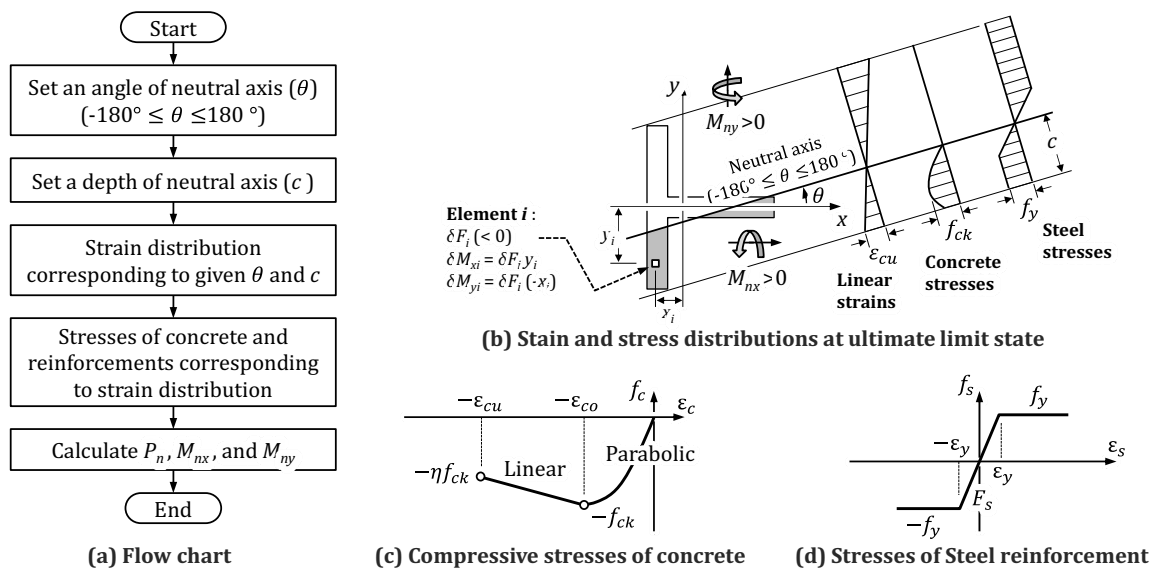 Start
Set an angle of neutral axis (θ)
(-180° ≤ θ ≤180 °)
Set a depth of neutral axis (c )
Strain distribution
corresponding to given θ and c
Stresses of concrete and
reinforcements corresponding
to strain distribution
Calculate Pn, Mnx, and Mny
End
(a) Flow chart
y
Mny>0
Neutral axis
(-180° ≤ θ ≤180 °)
θ
x
c
Element i :
δFi (< 0)
δMxi = δFi yi
δMyi = δFi (-xi)
yi
yi
Mnx>0
εcu
fck
fy
Linear
strains
Concrete
stresses
Steel
stresses
(b) Stain and stress distributions at ultimate limit state
−εcu
−εco
fc
εc
Linear
Parabolic
−ηfck
−fck
(c) Compressive stresses of concrete
fs
fy
−εy
εs
εy
Es
−fy
(d) Stresses of Steel reinforcement